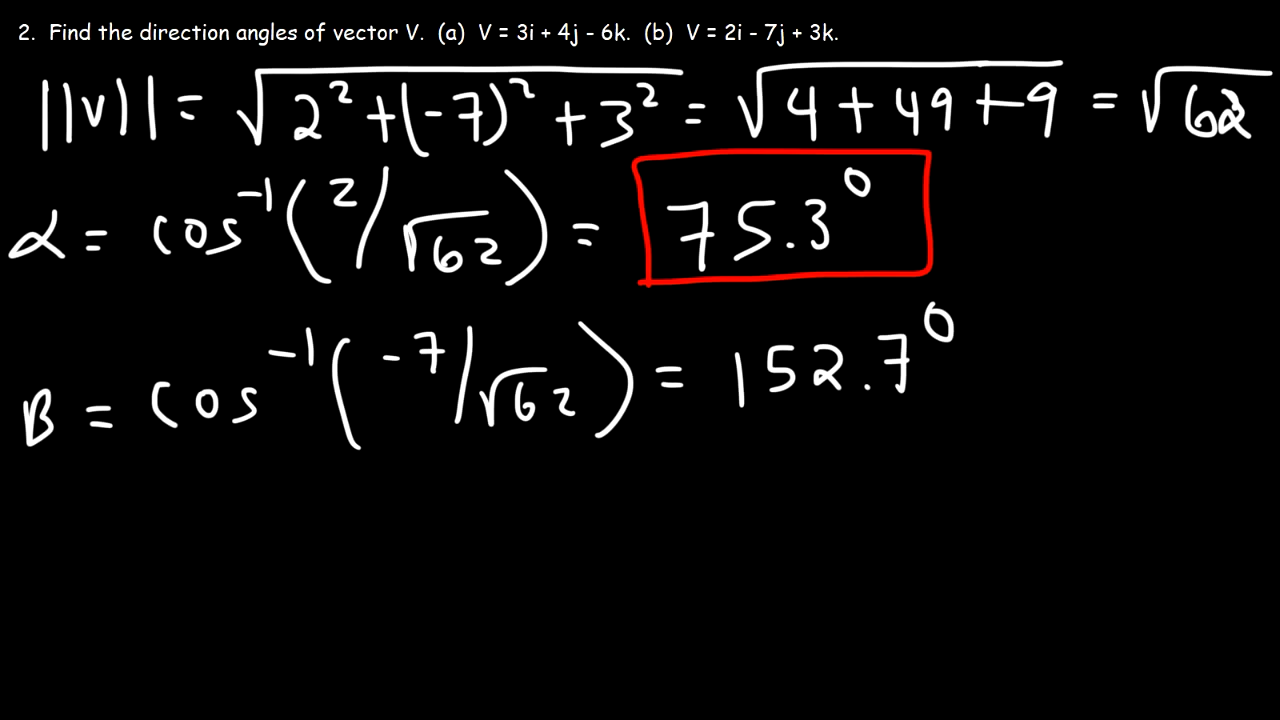 2. Find the direction angles of vector V. (a) V = 3i + 4j - 6k. (b) V = 2i - 7j + 3k.
||V|| = √(2² + (-7)² + 3²) = √(4 + 49 + 9) = √62
α = cos⁻¹(2/√62) = 75.3°
B = cos⁻¹(-7/√62) = 152.7°